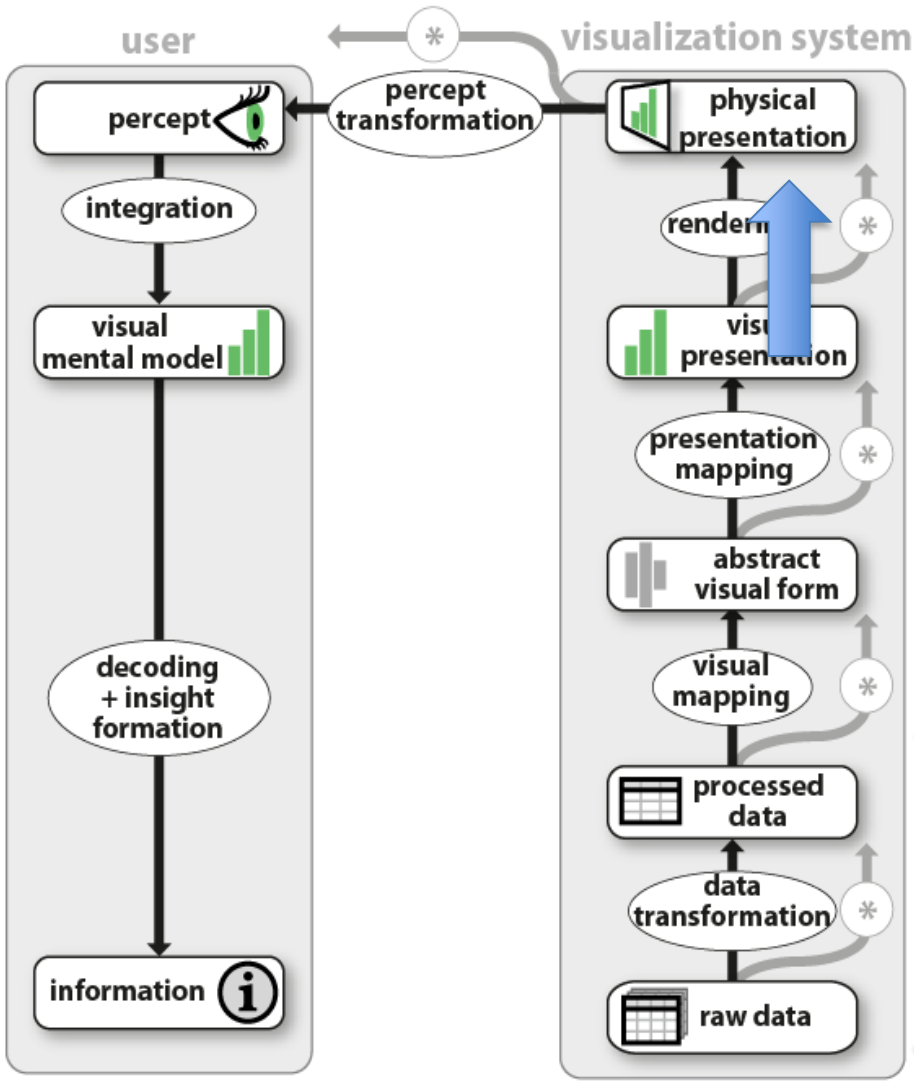 user
*
visualization system
percept
percept
transformation
physical
presentation
integration
*
visual
mental model
presentation
presentation
mapping
*
abstract
visual form
decoding
+ insight
formation
visual
mapping
*
processed
data
data
transformation
*
information
i
raw data